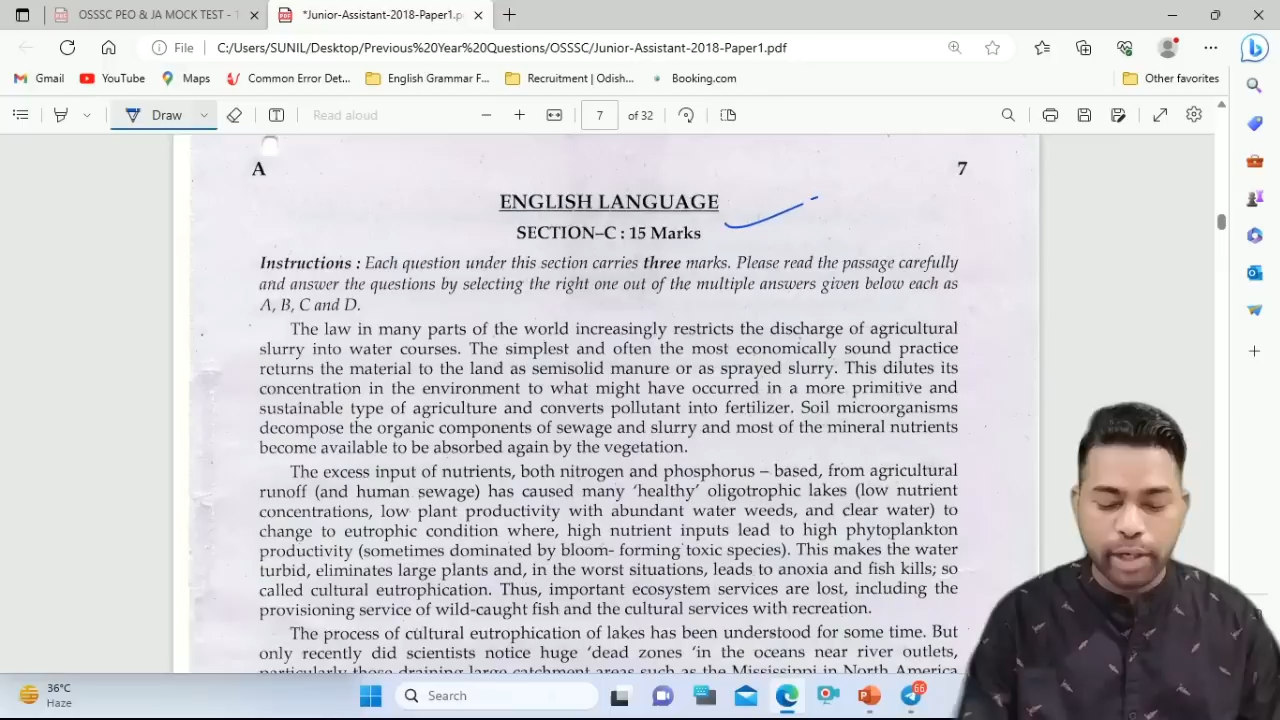 OSSSC PEO & JA MOCK TEST - 1
*Junior-Assistant-2018-Paper1.p
File
C:/Users/SUNIL/Desktop/Previous%20Year%20Questions/OSSSC/Junior-Assistant-2018-Paper1.pdf
Gmail
YouTube
Maps
Common Error Det...
English Grammar F...
Recruitment | Odish...
Booking.com
Other favorites
Draw
Read aloud
7
of 32
A
7
ENGLISH LANGUAGE
SECTION–C : 15 Marks
Instructions : Each question under this section carries three marks. Please read the passage carefully
and answer the questions by selecting the right one out of the multiple answers given below each as
A, B, C and D.
The law in many parts of the world increasingly restricts the discharge of agricultural
slurry into water courses. The simplest and often the most economically sound practice
returns the material to the land as semisolid manure or as sprayed slurry. This dilutes its
concentration in the environment to what might have occurred in a more primitive and
sustainable type of agriculture and converts pollutant into fertilizer. Soil microorganisms
decompose the organic components of sewage and slurry and most of the mineral nutrients
become available to be absorbed again by the vegetation.
The excess input of nutrients, both nitrogen and phosphorus – based, from agricultural
runoff (and human sewage) has caused many ‘healthy’ oligotrophic lakes (low nutrient
concentrations, low plant productivity with abundant water weeds, and clear water) to
change to eutrophic condition where, high nutrient inputs lead to high phytoplankton
productivity (sometimes dominated by bloom- forming toxic species). This makes the water
turbid, eliminates large plants and, in the worst situations, leads to anoxia and fish kills; so
called cultural eutrophication. Thus, important ecosystem services are lost, including the
provisioning service of wild-caught fish and the cultural services with recreation.
The process of cultural eutrophication of lakes has been understood for some time. But
only recently did scientists notice huge ‘dead zones ‘in the oceans near river outlets,
particularly those draining large catchment areas such as the Mississippi in North America
36°C
Haze
Search
66